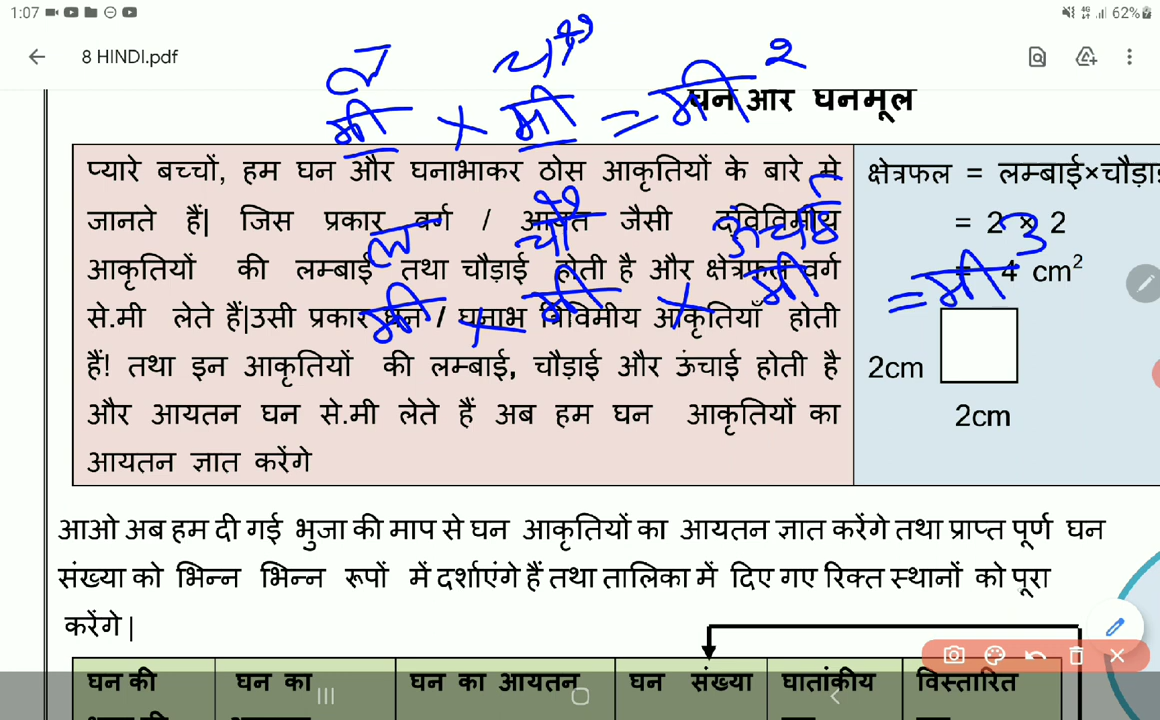 1:07
62%
8 HINDI.pdf
ल चौ
मी × मी = मी²
घन और घनमूल
प्यारे बच्चों, हम घन और घनाभाकर ठोस आकृतियों के बारे मे
जानते हैं| जिस प्रकार वर्ग / आयत जैसी दविविमीय
आकृतियों की लम्बाई तथा चौड़ाई होती है और क्षेत्रफल वर्ग
से.मी लेते हैं|उसी प्रकार घन / घनाभ त्रिविमीय आकृतियाँ होती
हैं! तथा इन आकृतियों की लम्बाई, चौड़ाई और ऊंचाई होती है
और आयतन घन से.मी लेते हैं अब हम घन आकृतियों का
आयतन ज्ञात करेंगे
ल चौ ऊंचाई
मी × मी × मी = मी³
क्षेत्रफल = लम्बाई×चौड़ा
= 2 × 2
= 4 cm²
2cm
2cm
आओ अब हम दी गई भुजा की माप से घन आकृतियों का आयतन ज्ञात करेंगे तथा प्राप्त पूर्ण घन
संख्या को भिन्न भिन्न रूपों में दर्शाएंगे हैं तथा तालिका में दिए गए रिक्त स्थानों को पूरा
करेंगे|
घन की घन का घन का आयतन घन संख्या घातांकीय विस्तारित